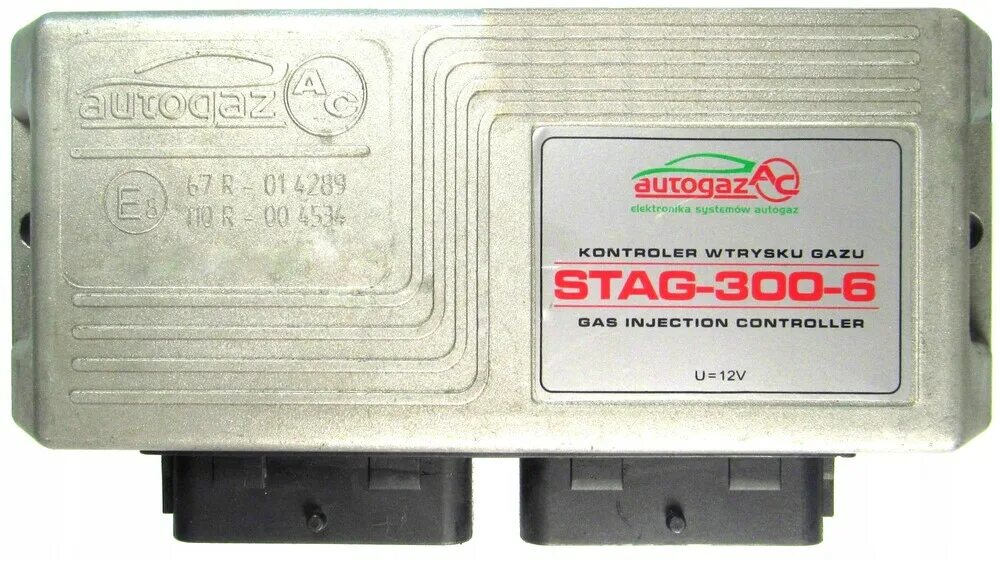 autogaz AC
E8
67 R - 01 4289
110 R - 00 4534
autogaz AC
elektronika systemów autogaz
KONTROLER WTRYSKU GAZU
STAG-300-6
GAS INJECTION CONTROLLER
U=12V